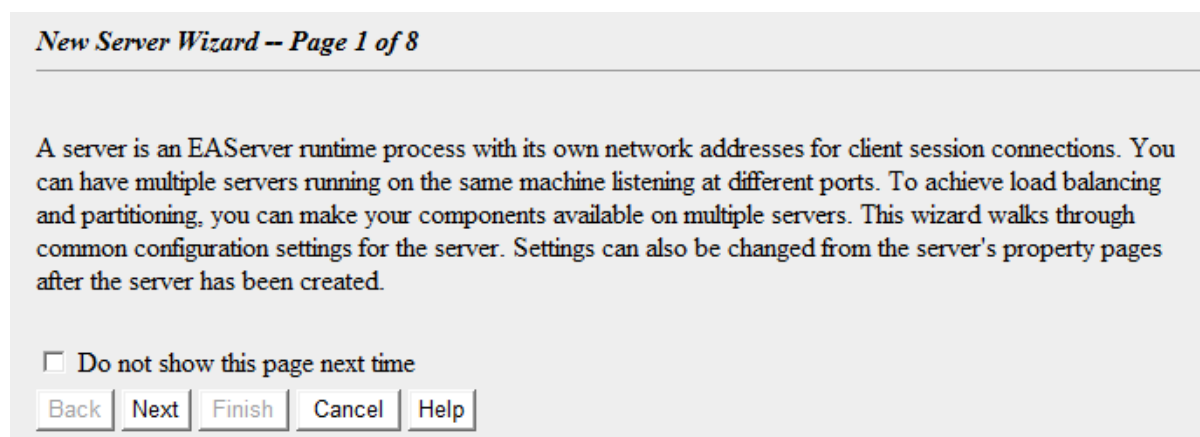 New Server Wizard -- Page 1 of 8
A server is an EAServer runtime process with its own network addresses for client session connections. You
can have multiple servers running on the same machine listening at different ports. To achieve load balancing
and partitioning, you can make your components available on multiple servers. This wizard walks through
common configuration settings for the server. Settings can also be changed from the server's property pages
after the server has been created.
Do not show this page next time
Back Next Finish Cancel Help